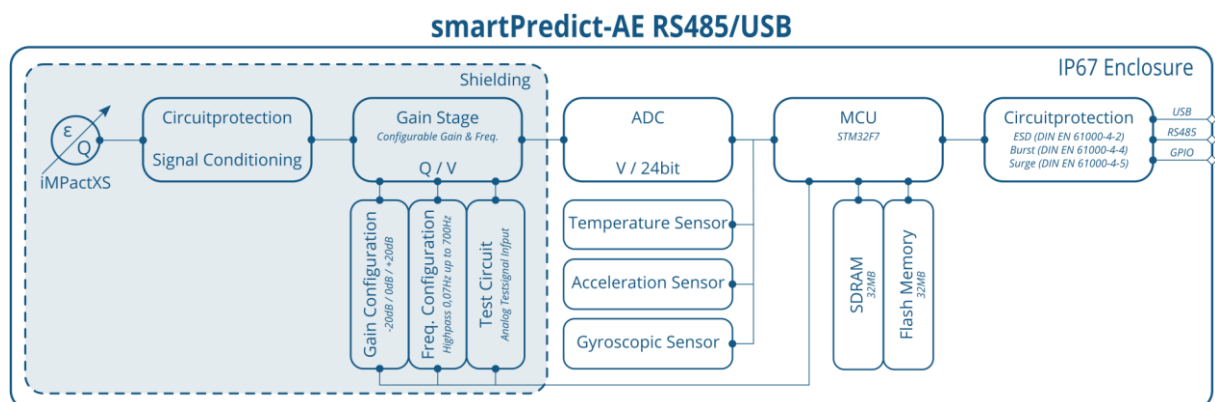 smartPredict-AE RS485/USB
IP67 Enclosure
Shielding
ε
Q
iMPactXS
Circuitprotection
Signal Conditioning
Gain Stage
Configurable Gain & Freq.
Q / V
ADC
V / 24bit
MCU
STM32F7
Circuitprotection
ESD (DIN EN 61000-4-2)
Burst (DIN EN 61000-4-4)
Surge (DIN EN 61000-4-5)
USB
RS485
GPIO
Gain Configuration
-20dB / 0dB / +20dB
Freq. Configuration
Highpass 0,07Hz up to 700Hz
Test Circuit
Analog Testsignal Infput
Temperature Sensor
Acceleration Sensor
Gyroscopic Sensor
SDRAM
32MB
Flash Memory
32MB